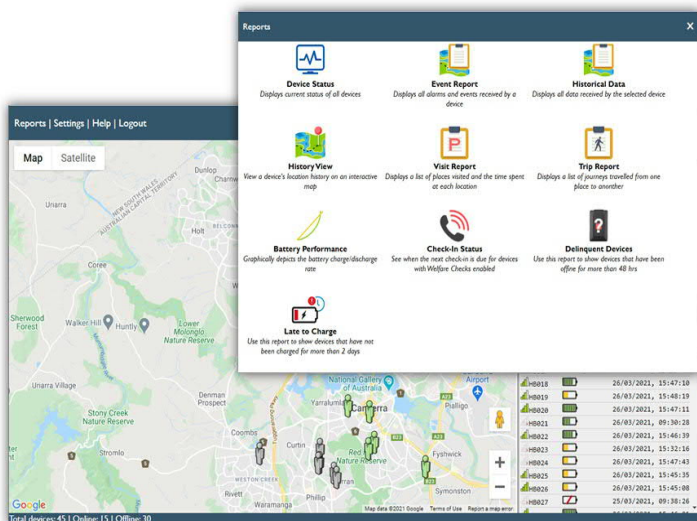 Reports X
Device Status
Displays current status of all devices
Event Report
Displays all alarms and events received by a
device
Historical Data
Displays all data received by the selected device
History View
View a device's location history on an interactive
map
Visit Report
Displays a list of places visited and the time spent
at each location
Trip Report
Displays a list of journeys travelled from one
place to anonther
Battery Performance
Graphically depicts the battery charge/discharge
rate
Check-In Status
See when the next check-in is due for devices
with Welfare Checks enabled
Delinquent Devices
Use this report to show devices that have been
offine for more than 48 hrs
Late to Charge
Use this report to show devices that have not
been charged for more than 2 days
Reports | Settings | Help | Logout
Map Satellite
Dunlop
Charnw
NEW SOUTH WALES
AUSTRALIAN CAPITAL TERRITORY
Unarra
BELCONN
Holt
Coree
Sherwood
Forest
Walker Hill
Huntly
Lower
Molonglo
Nature Reserve
Unarra Village
Denman
Prospect
National Gallery
of Australia
Airport
Yarralumla
Canberra
A23
Pialligo
Stony Creek
Nature Reserve
Coombs
Curtin
Red
Nature Reserve
B23
A23
Stromlo
Fyshwick
WESTON CREEK
Phillip
Symonston
Rivett
Waramanga
Google
Map data ©2021 Google Terms of Use Report a map error
Total devices: 45 | Online: 15 | Offline: 30
HB018 26/03/2021, 15:47:10
HB019 26/03/2021, 15:48:19
HB020 26/03/2021, 15:47:11
HB021 26/03/2021, 09:30:28
HB022 26/03/2021, 15:46:39
HB023 26/03/2021, 15:32:16
HB024 26/03/2021, 15:47:43
HB025 26/03/2021, 15:45:35
HB026 26/03/2021, 15:45:08
HB027 25/03/2021, 09:38:26